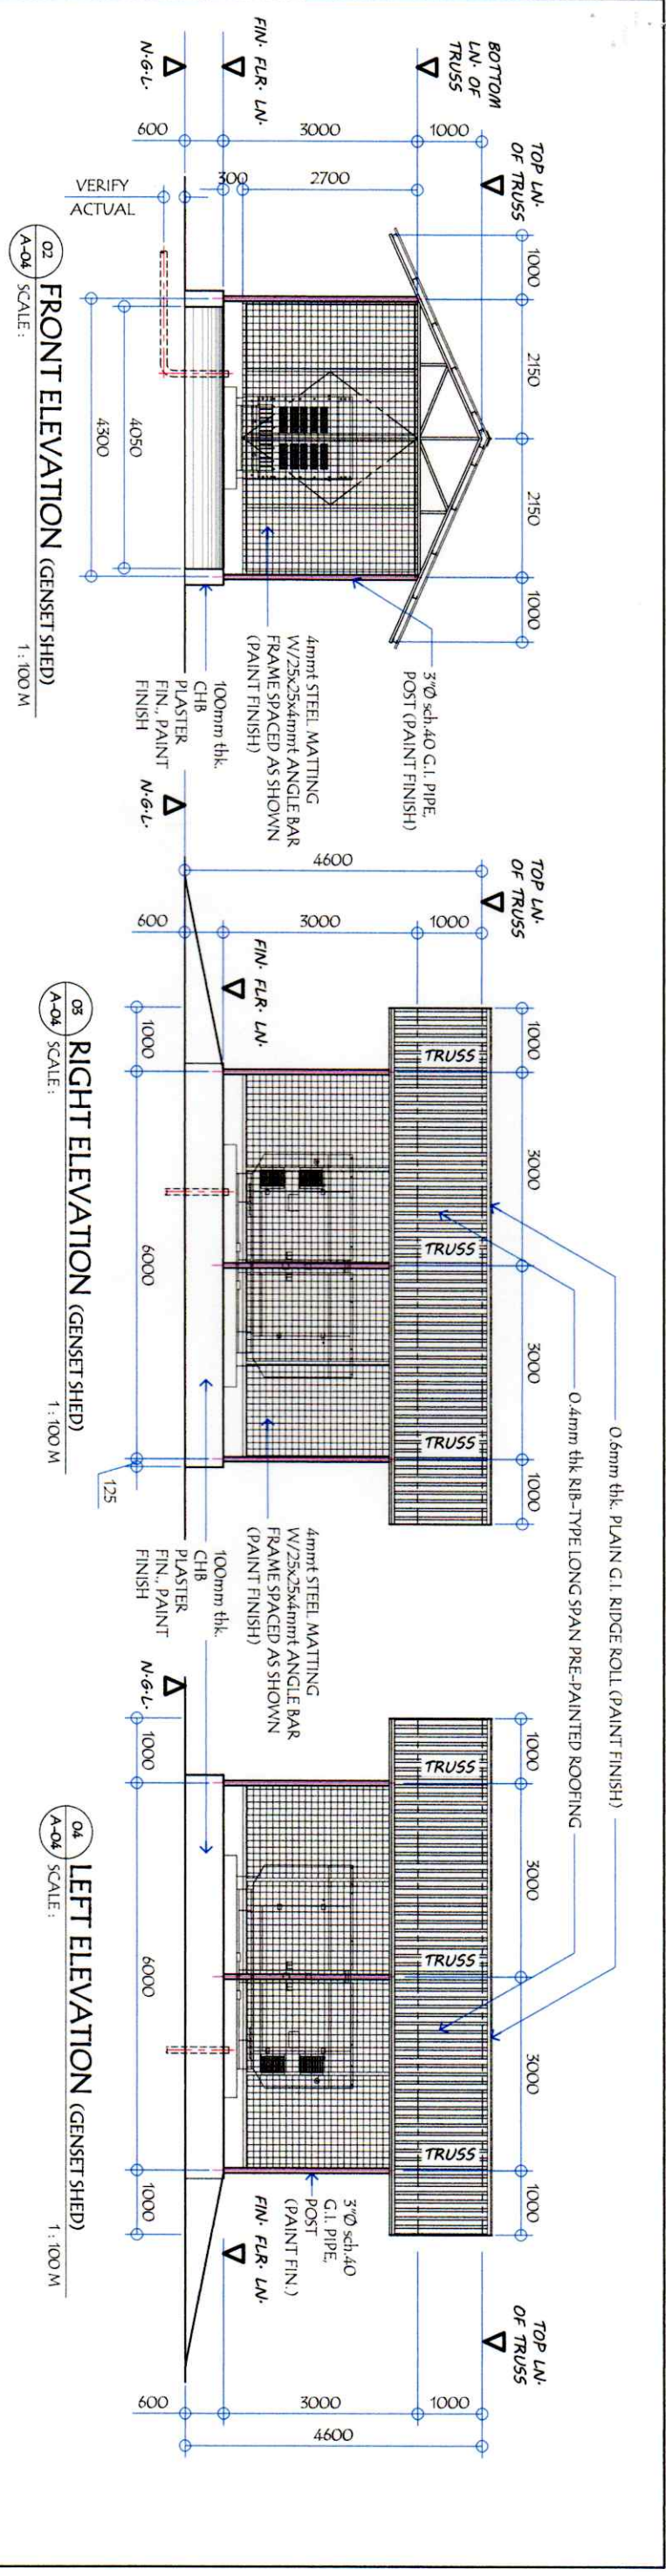 BOTTOM
LN. OF
TRUSS
FIN. FLR. LN.
N.G.L.
TOP LN.
OF TRUSS
600
3000
1000
300
2700
VERIFY
ACTUAL
1000
2150
2150
1000
4050
4300
3"Ø sch.40 G.I. PIPE,
POST (PAINT FINISH)
4mmt STEEL MATTING
W/25x25x4mmt ANGLE BAR
FRAME SPACED AS SHOWN
(PAINT FINISH)
100mm thk.
CHB
PLASTER
FIN., PAINT
FINISH
02
A-04
FRONT ELEVATION (GENSET SHED)
SCALE :
1 : 100 M
TOP LN.
OF TRUSS
FIN. FLR. LN.
N.G.L.
4600
600
3000
1000
1000
3000
3000
1000
TRUSS
TRUSS
TRUSS
1000
6000
125
0.6mm thk. PLAIN G.I. RIDGE ROLL (PAINT FINISH)
0.4mm thk RIB-TYPE LONG SPAN PRE-PAINTED ROOFING
4mmt STEEL MATTING
W/25x25x4mmt ANGLE BAR
FRAME SPACED AS SHOWN
(PAINT FINISH)
100mm thk.
CHB
PLASTER
FIN., PAINT
FINISH
03
A-04
RIGHT ELEVATION (GENSET SHED)
SCALE :
1 : 100 M
N.G.L.
1000
3000
3000
1000
TRUSS
TRUSS
TRUSS
1000
6000
1000
3"Ø sch.40
G.I. PIPE,
POST
(PAINT FIN.)
FIN. FLR. LN.
TOP LN.
OF TRUSS
600
3000
1000
4600
04
A-04
LEFT ELEVATION (GENSET SHED)
SCALE :
1 : 100 M